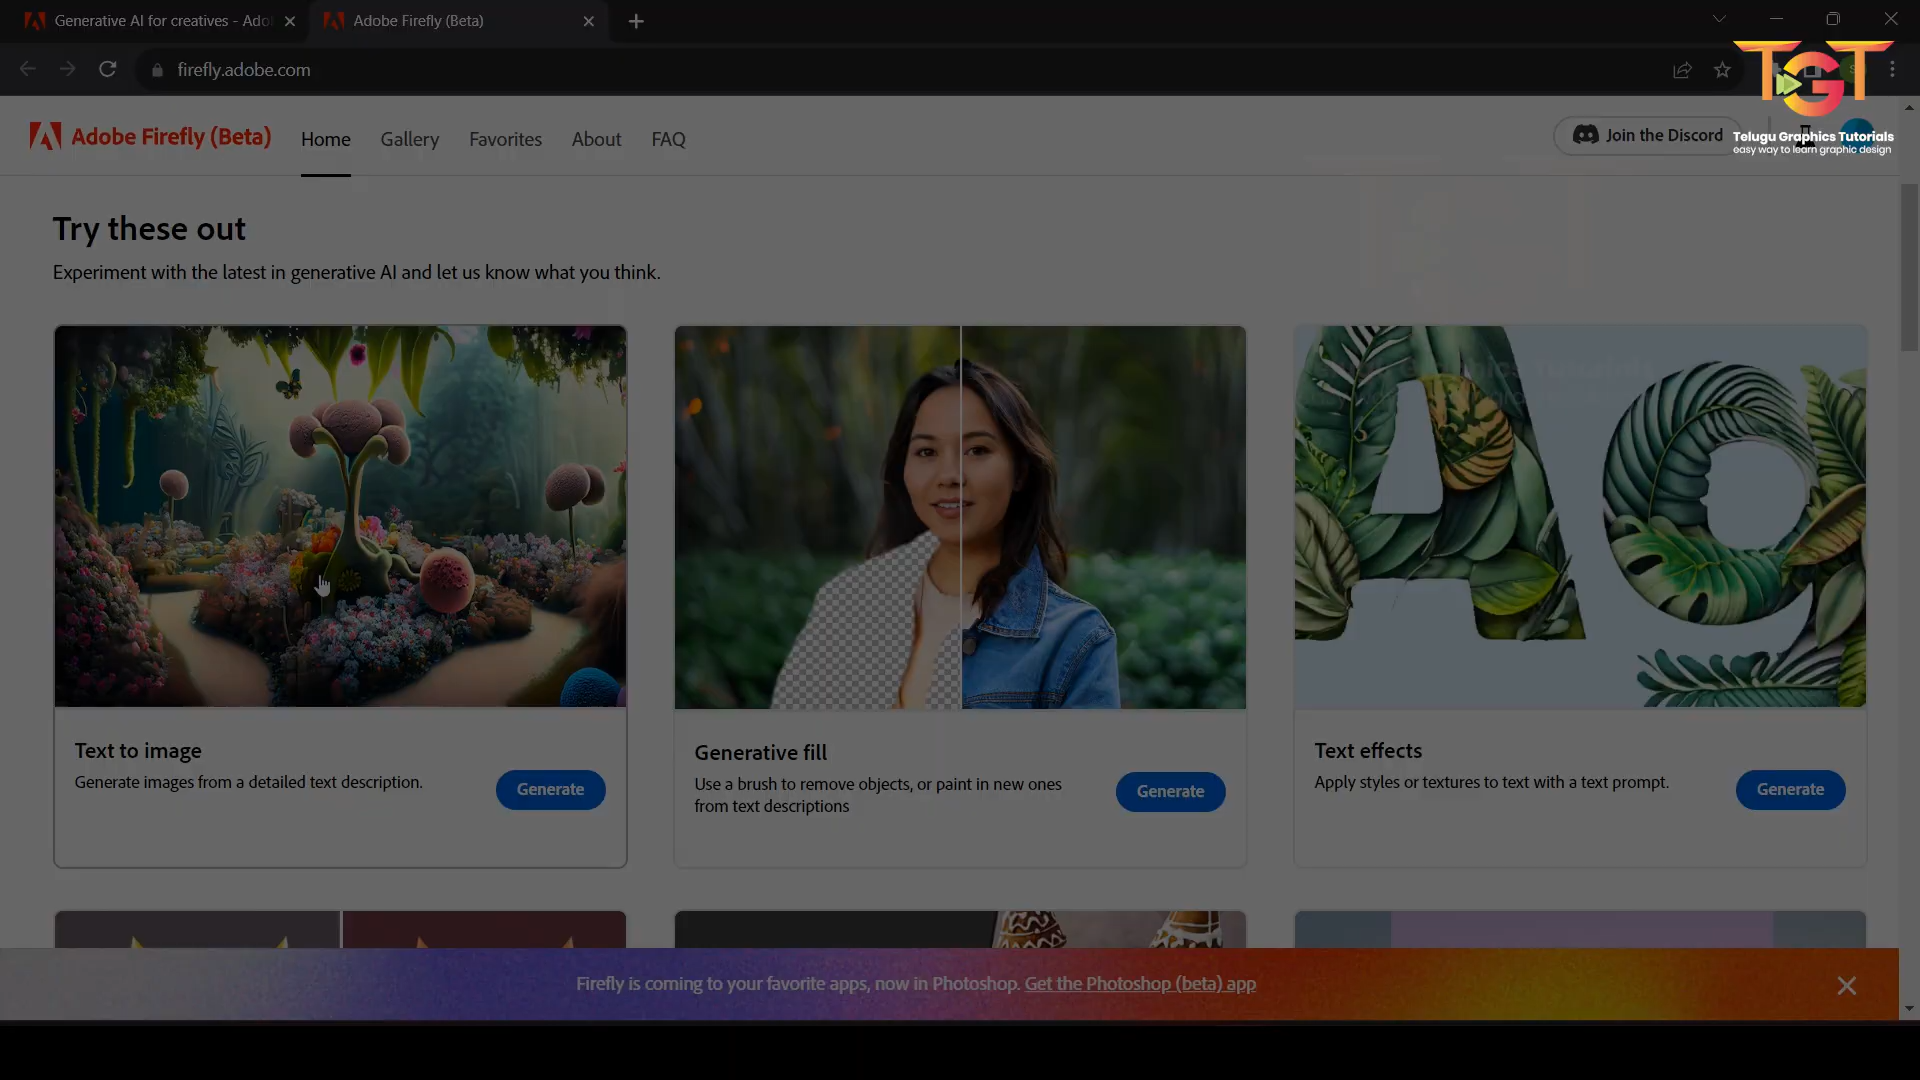 Generative AI for creatives - Ado
Adobe Firefly (Beta)
firefly.adobe.com
TGT
Telugu Graphics Tutorials
easy way to learn graphic design
Adobe Firefly (Beta)
Home
Gallery
Favorites
About
FAQ
Join the Discord
Try these out
Experiment with the latest in generative AI and let us know what you think.
Ag
Text to image
Generate images from a detailed text description.
Generate
Generative fill
Use a brush to remove objects, or paint in new ones
from text descriptions
Generate
Text effects
Apply styles or textures to text with a text prompt.
Generate
Firefly is coming to your favorite apps, now in Photoshop. Get the Photoshop (beta) app